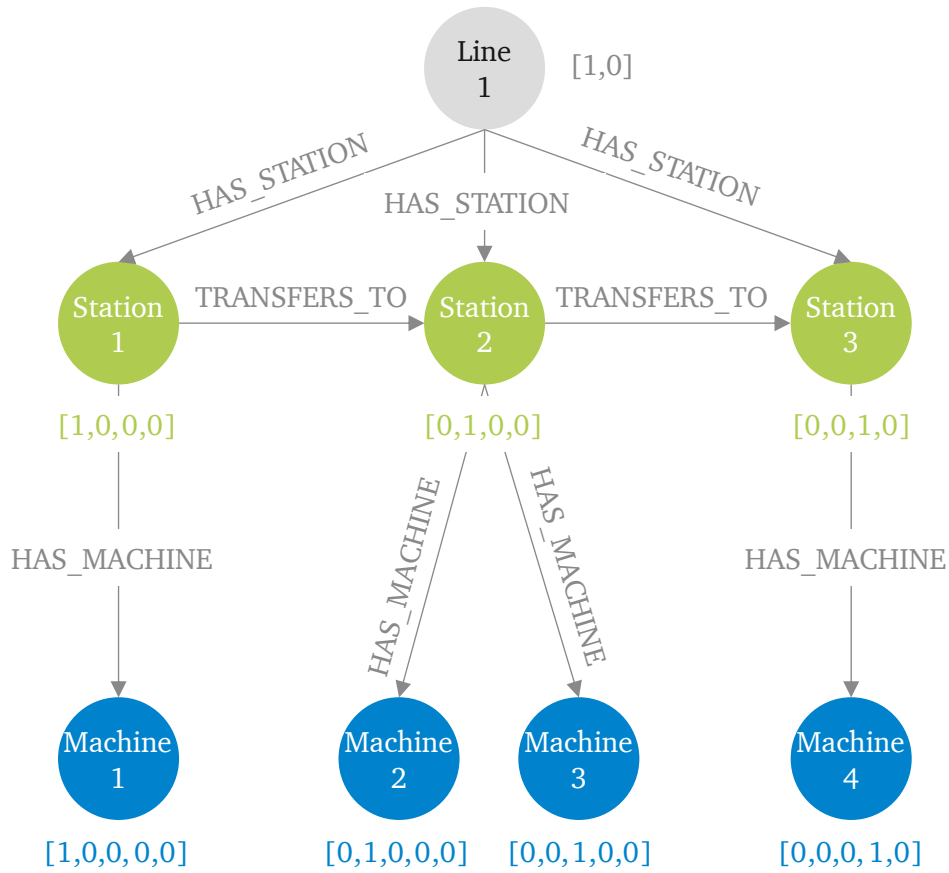 Line
1
[1,0]
HAS_STATION
HAS_STATION
HAS_STATION
Station
1
TRANSFERS_TO
Station
2
TRANSFERS_TO
Station
3
[1,0,0,0]
[0,1,0,0]
[0,0,1,0]
HAS_MACHINE
HAS_MACHINE
HAS_MACHINE
HAS_MACHINE
Machine
1
Machine
2
Machine
3
Machine
4
[1,0,0,0,0]
[0,1,0,0,0]
[0,0,1,0,0]
[0,0,0,1,0]